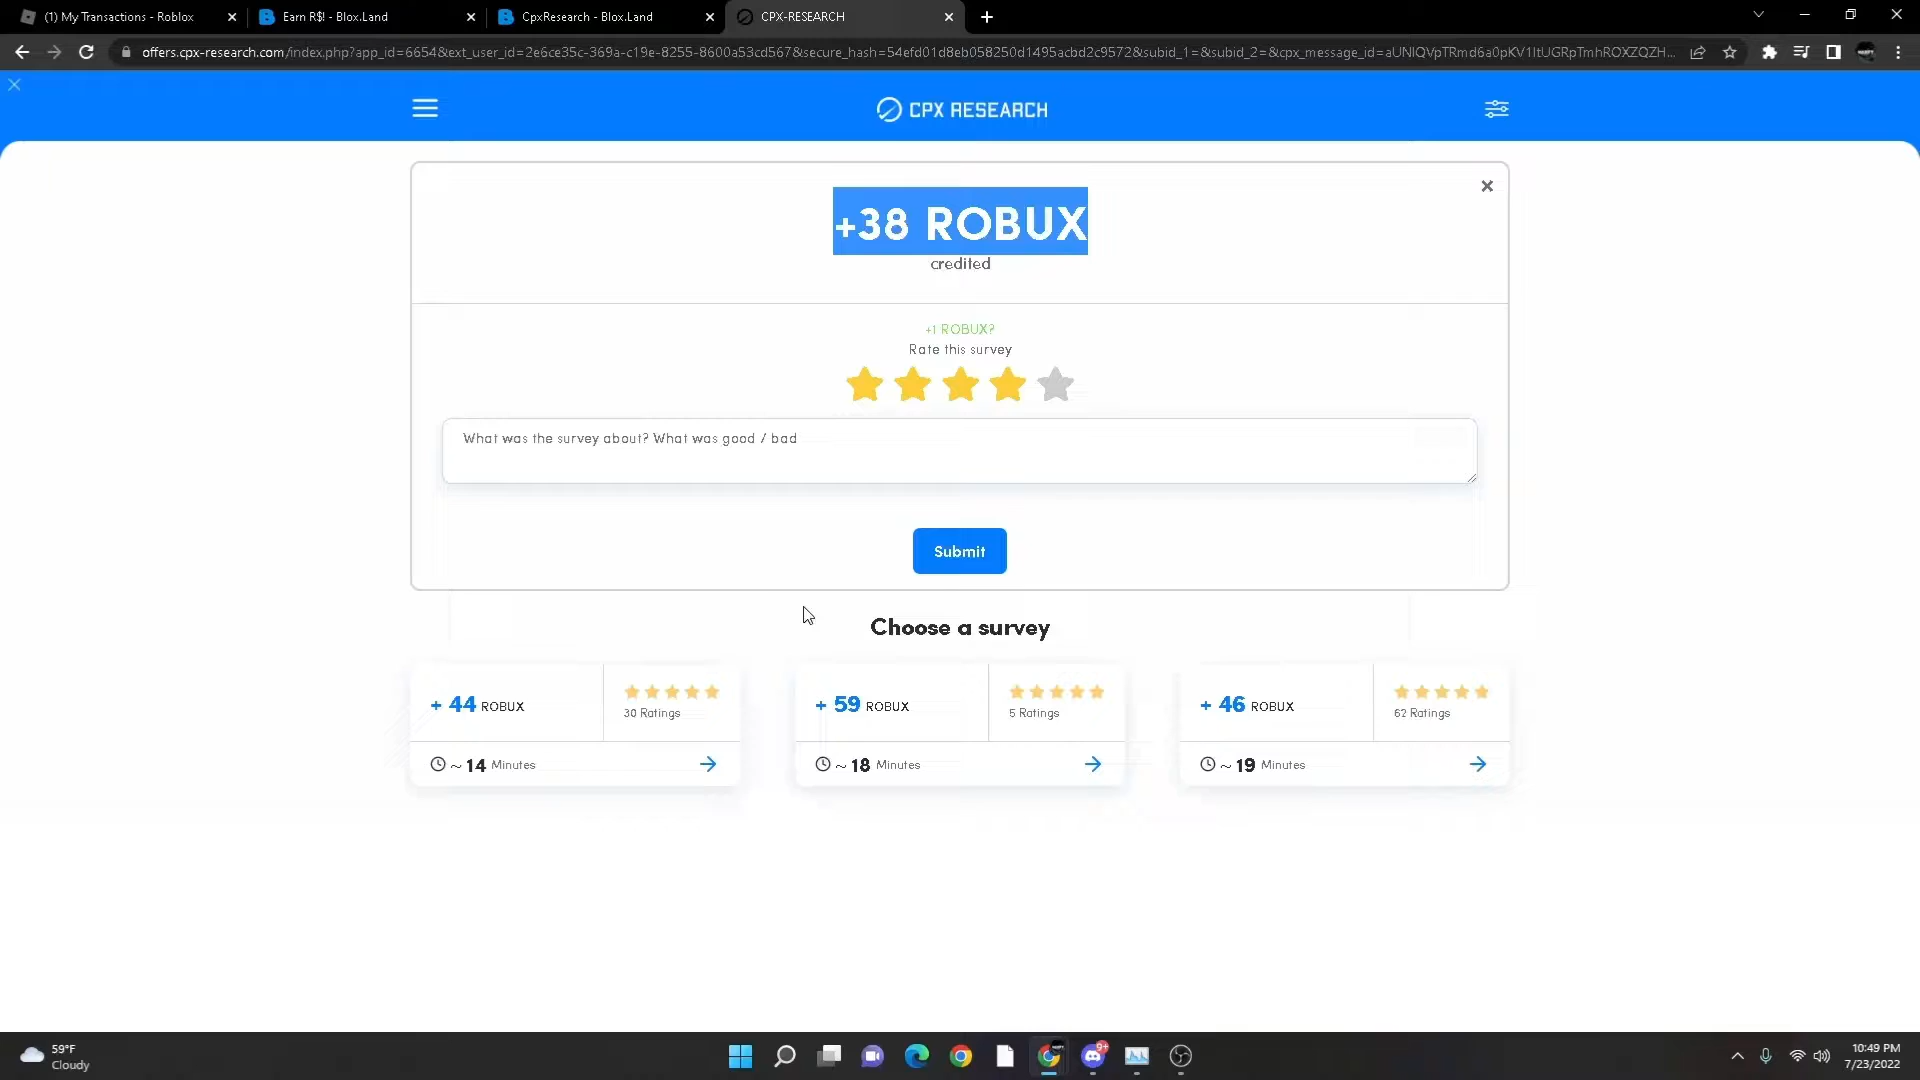 (1) My Transactions - Roblox
Earn R$! - Blox.Land
CpxResearch - Blox.Land
CPX-RESEARCH
offers.cpx-research.com/index.php?app_id=6654&ext_user_id=2e6ce35c-369a-c19e-8255-8600a53cd567&secure_hash=54efd01d8eb058250d1495acbd2c9572&subid_1=&subid_2=&cpx_message_id=aUNIQVpTRmd6a0pKV1ItUGRpTmhROXZQZH...
CPX RESEARCH
+38 ROBUX
credited
+1 ROBUX?
Rate this survey
What was the survey about? What was good / bad
Submit
Choose a survey
+ 44 ROBUX
30 Ratings
~ 14 Minutes
+ 59 ROBUX
5 Ratings
~ 18 Minutes
+ 46 ROBUX
62 Ratings
~ 19 Minutes
59°F
Cloudy
9+
10:49 PM
7/23/2022